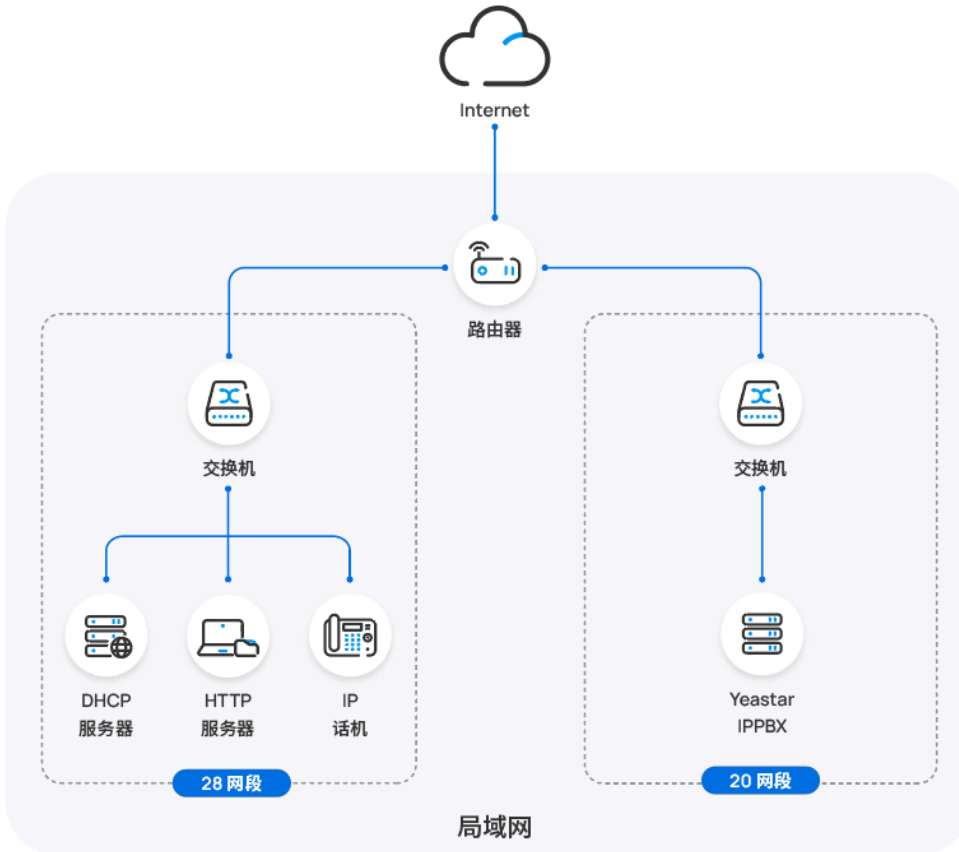 Internet
路由器
交换机
交换机
DHCP
服务器
HTTP
服务器
IP
话机
Yeastar
IPPBX
28 网段
20 网段
局域网